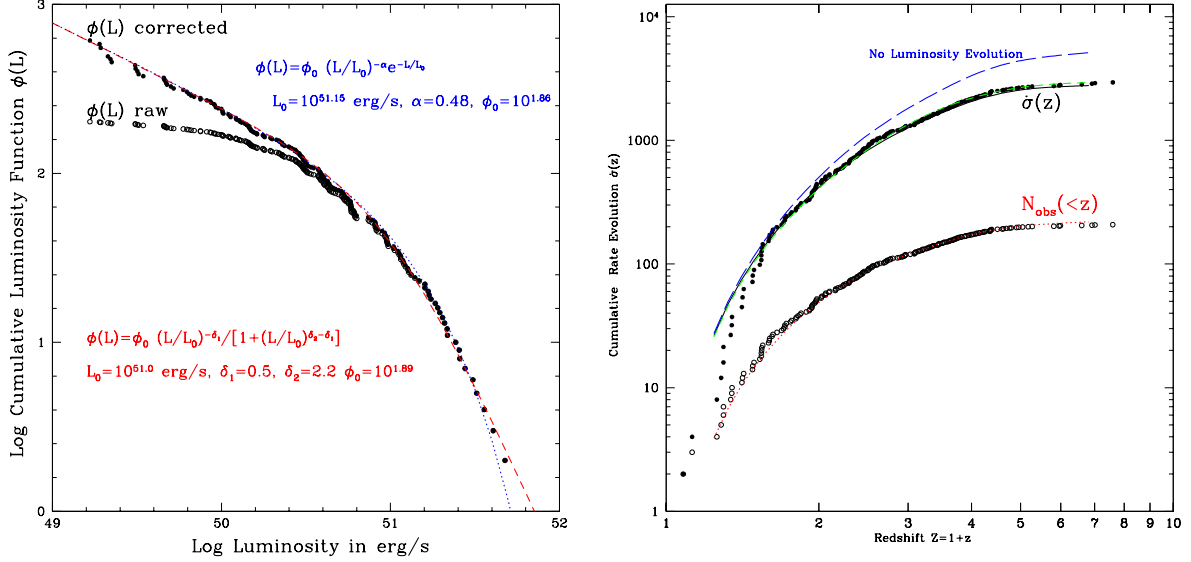 3
2
1
0
49
50
51
52
Log Cumulative Luminosity Function ϕ(L)
Log Luminosity in erg/s
ϕ(L) corrected
ϕ(L)=ϕ₀ (L/L₀)^{-α}e^{-L/L₀}
L₀=10^{51.15} erg/s, α=0.48, ϕ₀=10^{1.86}
ϕ(L) raw
ϕ(L)=ϕ₀ (L/L₀)^{-δ₁}/[1+(L/L₀)^{δ₂-δ₁}]
L₀=10^{51.0} erg/s, δ₁=0.5, δ₂=2.2 ϕ₀=10^{1.89}
10⁴
1000
100
10
1
1
2
3
4
5
6
7
8
9
10
Cumulative Rate Evolution σ̇(z)
Redshift Z=1+z
No Luminosity Evolution
σ̇(z)
N_{obs}(<z)